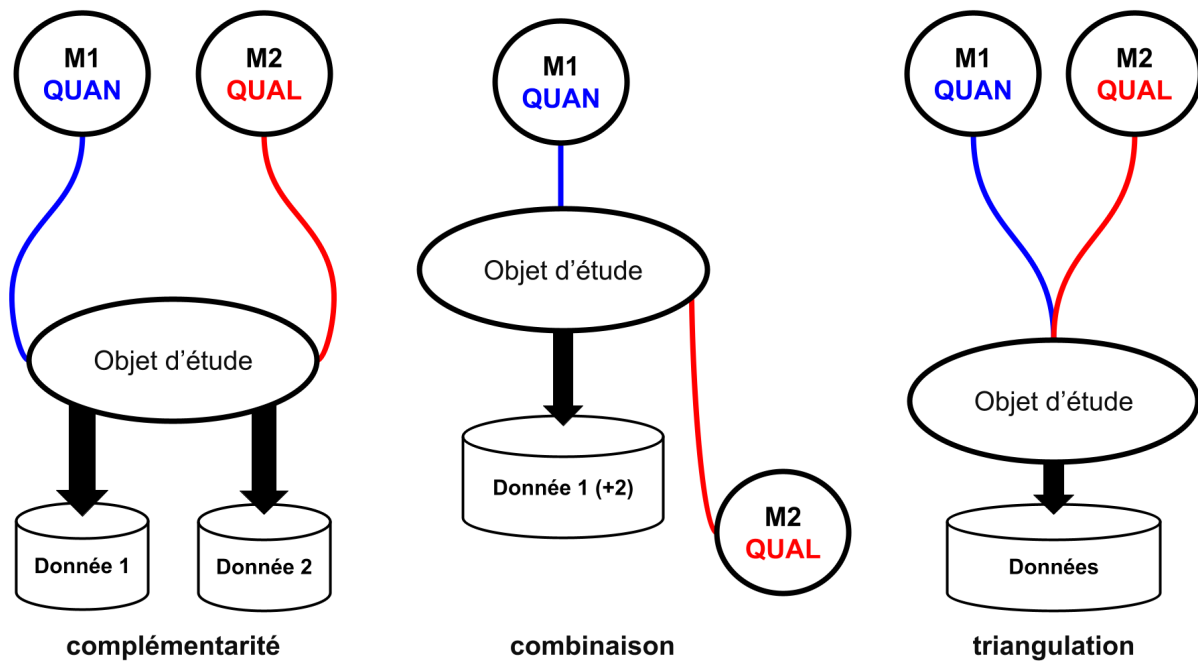 M1
QUAN
M2
QUAL
Objet d’étude
Donnée 1
Donnée 2
complémentarité
M1
QUAN
Objet d’étude
Donnée 1 (+2)
M2
QUAL
combinaison
M1
QUAN
M2
QUAL
Objet d’étude
Données
triangulation